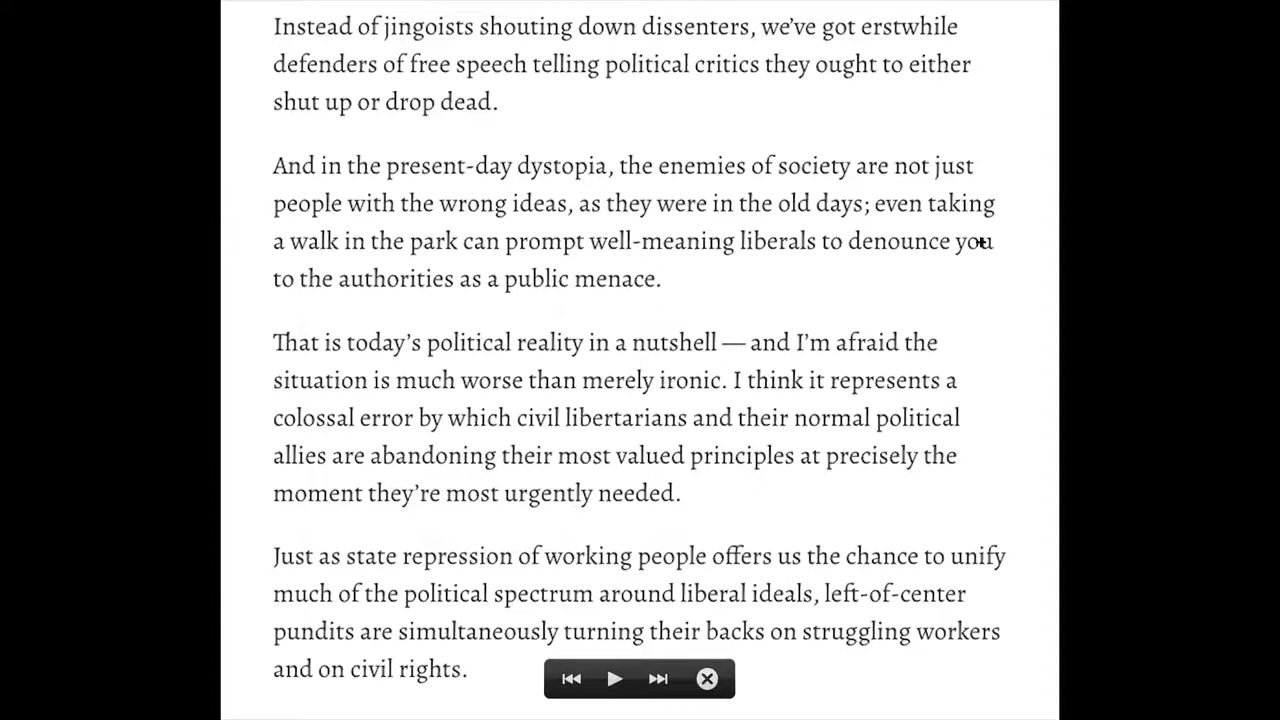 Instead of jingoists shouting down dissenters, we've got erstwhile
defenders of free speech telling political critics they ought to either
shut up or drop dead.
And in the present-day dystopia, the enemies of society are not just
people with the wrong ideas, as they were in the old days; even taking
a walk in the park can prompt well-meaning liberals to denounce you
to the authorities as a public menace.
That is today's political reality in a nutshell — and I'm afraid the
situation is much worse than merely ironic. I think it represents a
colossal error by which civil libertarians and their normal political
allies are abandoning their most valued principles at precisely the
moment they're most urgently needed.
Just as state repression of working people offers us the chance to unify
much of the political spectrum around liberal ideals, left-of-center
pundits are simultaneously turning their backs on struggling workers
and on civil rights.